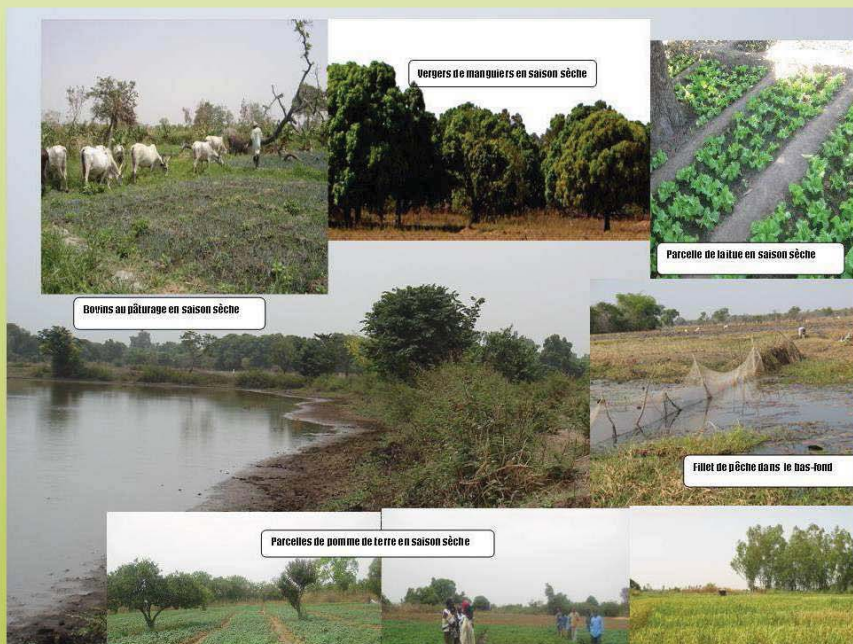 Vergers de manguiers en saison sèche
Parcelle de laitue en saison sèche
Bovins au pâturage en saison sèche
Fillet de pêche dans le bas-fond
Parcelles de pomme de terre en saison sèche